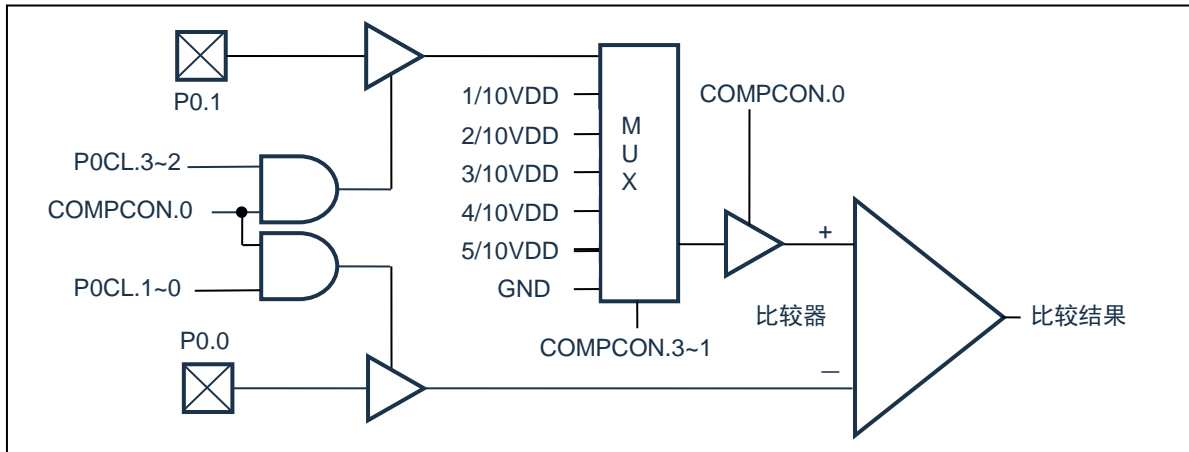 P0.1
P0CL.3~2
COMPCON.0
P0CL.1~0
P0.0
1/10VDD
2/10VDD
3/10VDD
4/10VDD
5/10VDD
GND
M
U
X
COMPCON.3~1
COMPCON.0
+
比较器
—
比较结果